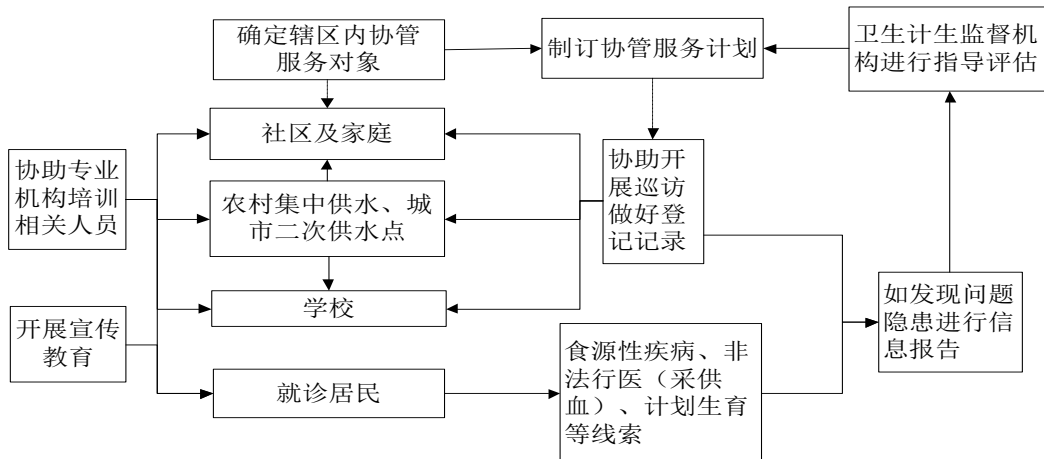 确定辖区内协管
服务对象
制订协管服务计划
卫生计生监督机
构进行指导评估
社区及家庭
协助专业
机构培训
相关人员
农村集中供水、城
市二次供水点
协助开
展巡访
做好登
记记录
学校
开展宣传
教育
如发现问题
隐患进行信
息报告
就诊居民
食源性疾病、非
法行医（采供
血）、计划生育
等线索